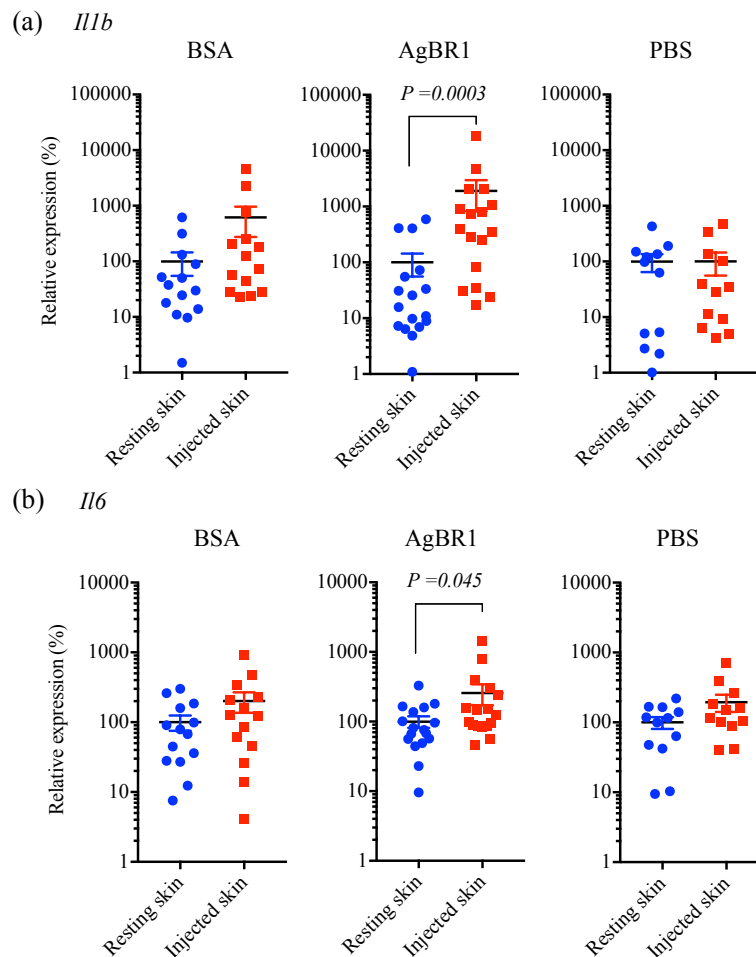 (a) Il1b
BSA AgBR1 PBS
P =0.0003
Relative expression (%)
100000 100000 100000
10000 10000 10000
1000 1000 1000
100 100 100
10 10 10
1 1 1
Resting skin Injected skin Resting skin Injected skin Resting skin Injected skin
(b) Il6
BSA AgBR1 PBS
P =0.045
Relative expression (%)
10000 10000 10000
1000 1000 1000
100 100 100
10 10 10
1 1 1
Resting skin Injected skin Resting skin Injected skin Resting skin Injected skin